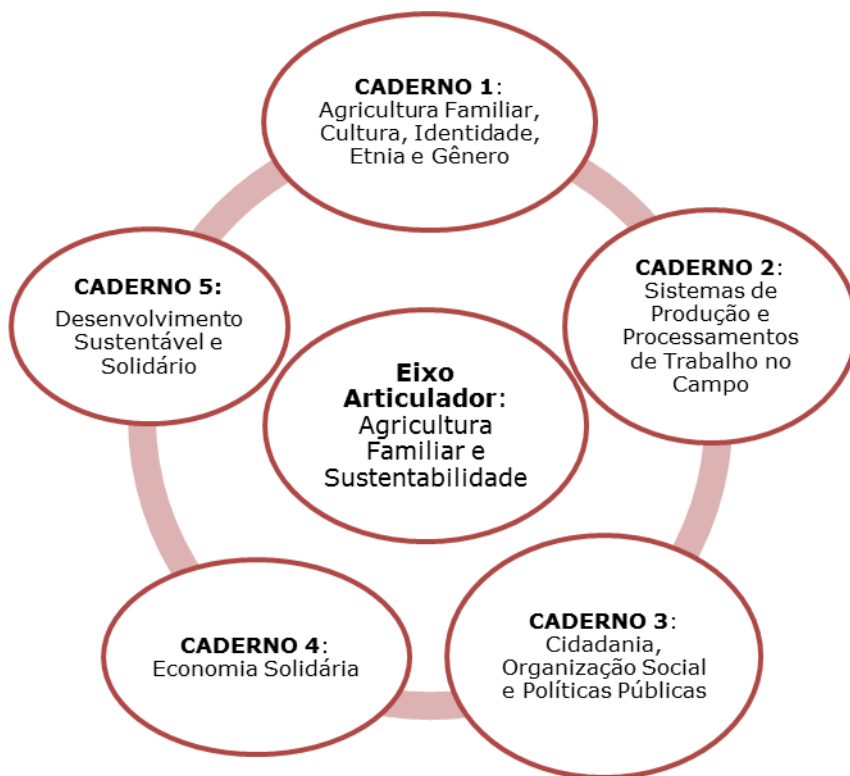 CADERNO 1:
Agricultura Familiar,
Cultura, Identidade,
Etnia e Gênero
CADERNO 2:
Sistemas de
Produção e
Processamentos
de Trabalho no
Campo
CADERNO 3:
Cidadania,
Organização Social
e Políticas Públicas
CADERNO 4:
Economia Solidária
CADERNO 5:
Desenvolvimento
Sustentável e
Solidário
Eixo
Articulador:
Agricultura
Familiar e
Sustentabilidade